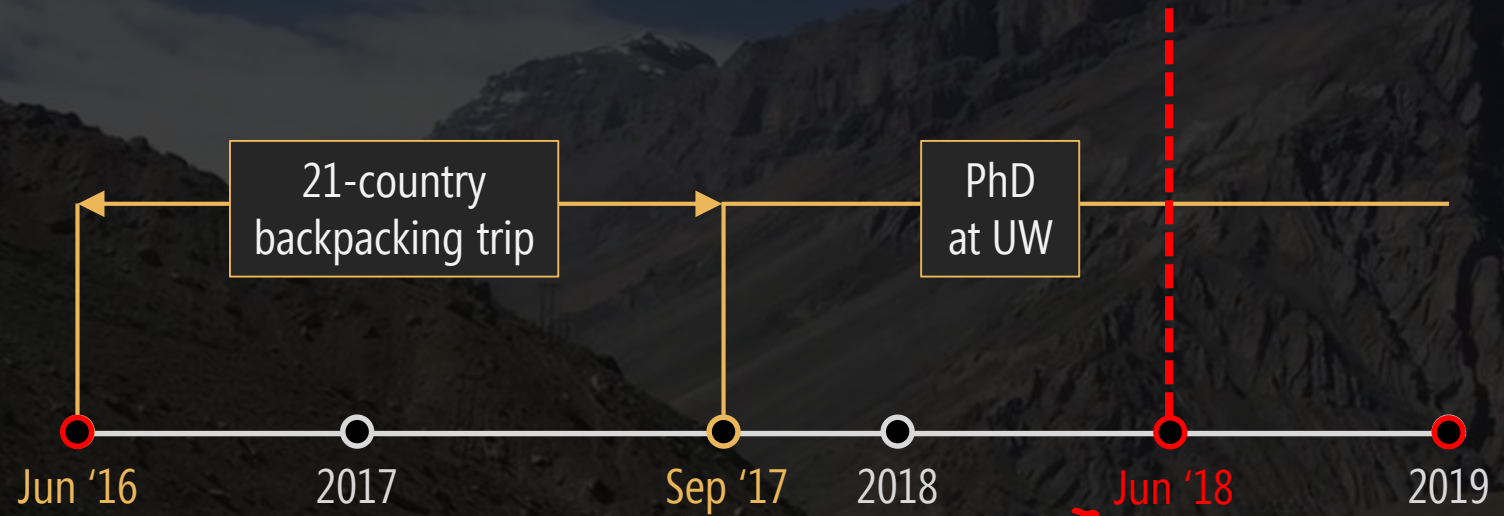 21-country
backpacking trip
PhD
at UW
Jun ‘16
2017
Sep ‘17
2018
Jun ‘18
2019